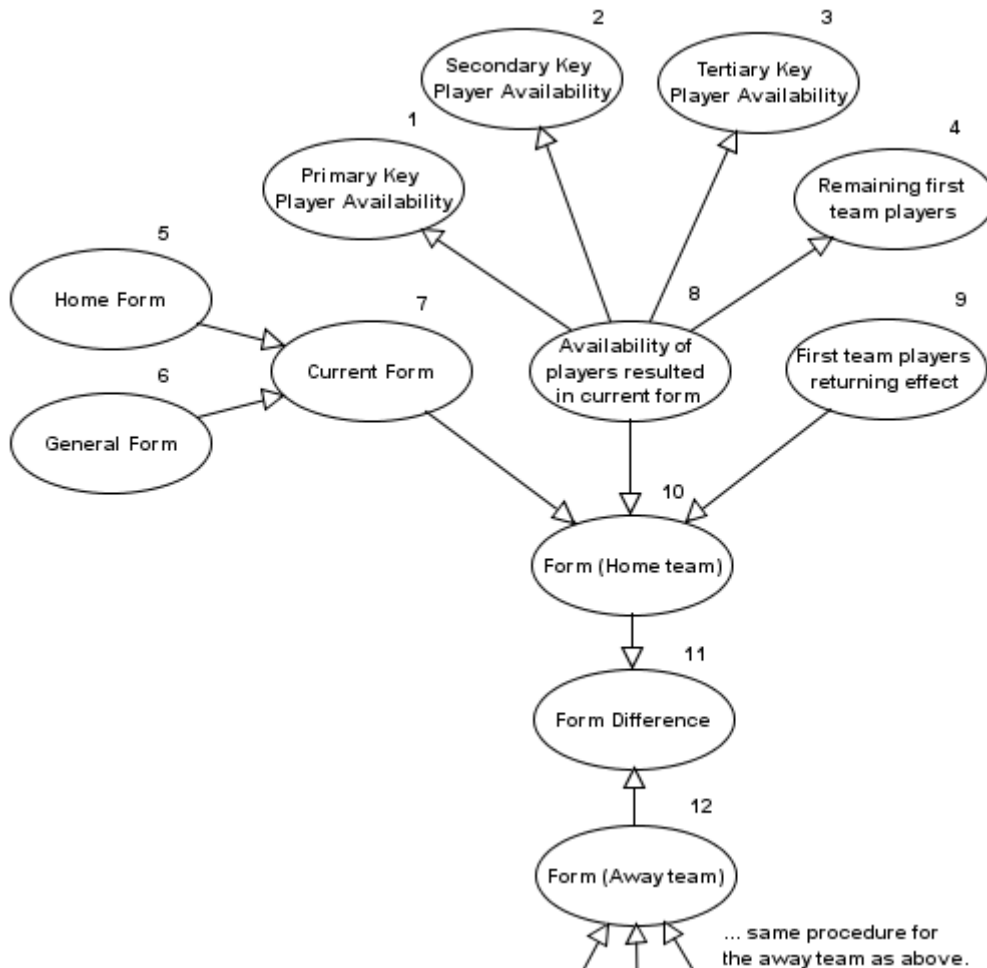 2
Secondary Key
Player Availability
3
Tertiary Key
Player Availability
1
Primary Key
Player Availability
4
Remaining first
team players
5
Home Form
6
General Form
7
Current Form
8
Availability of
players resulted
in current form
9
First team players
returning effect
10
Form (Home team)
11
Form Difference
12
Form (Away team)
... same procedure for
the away team as above.